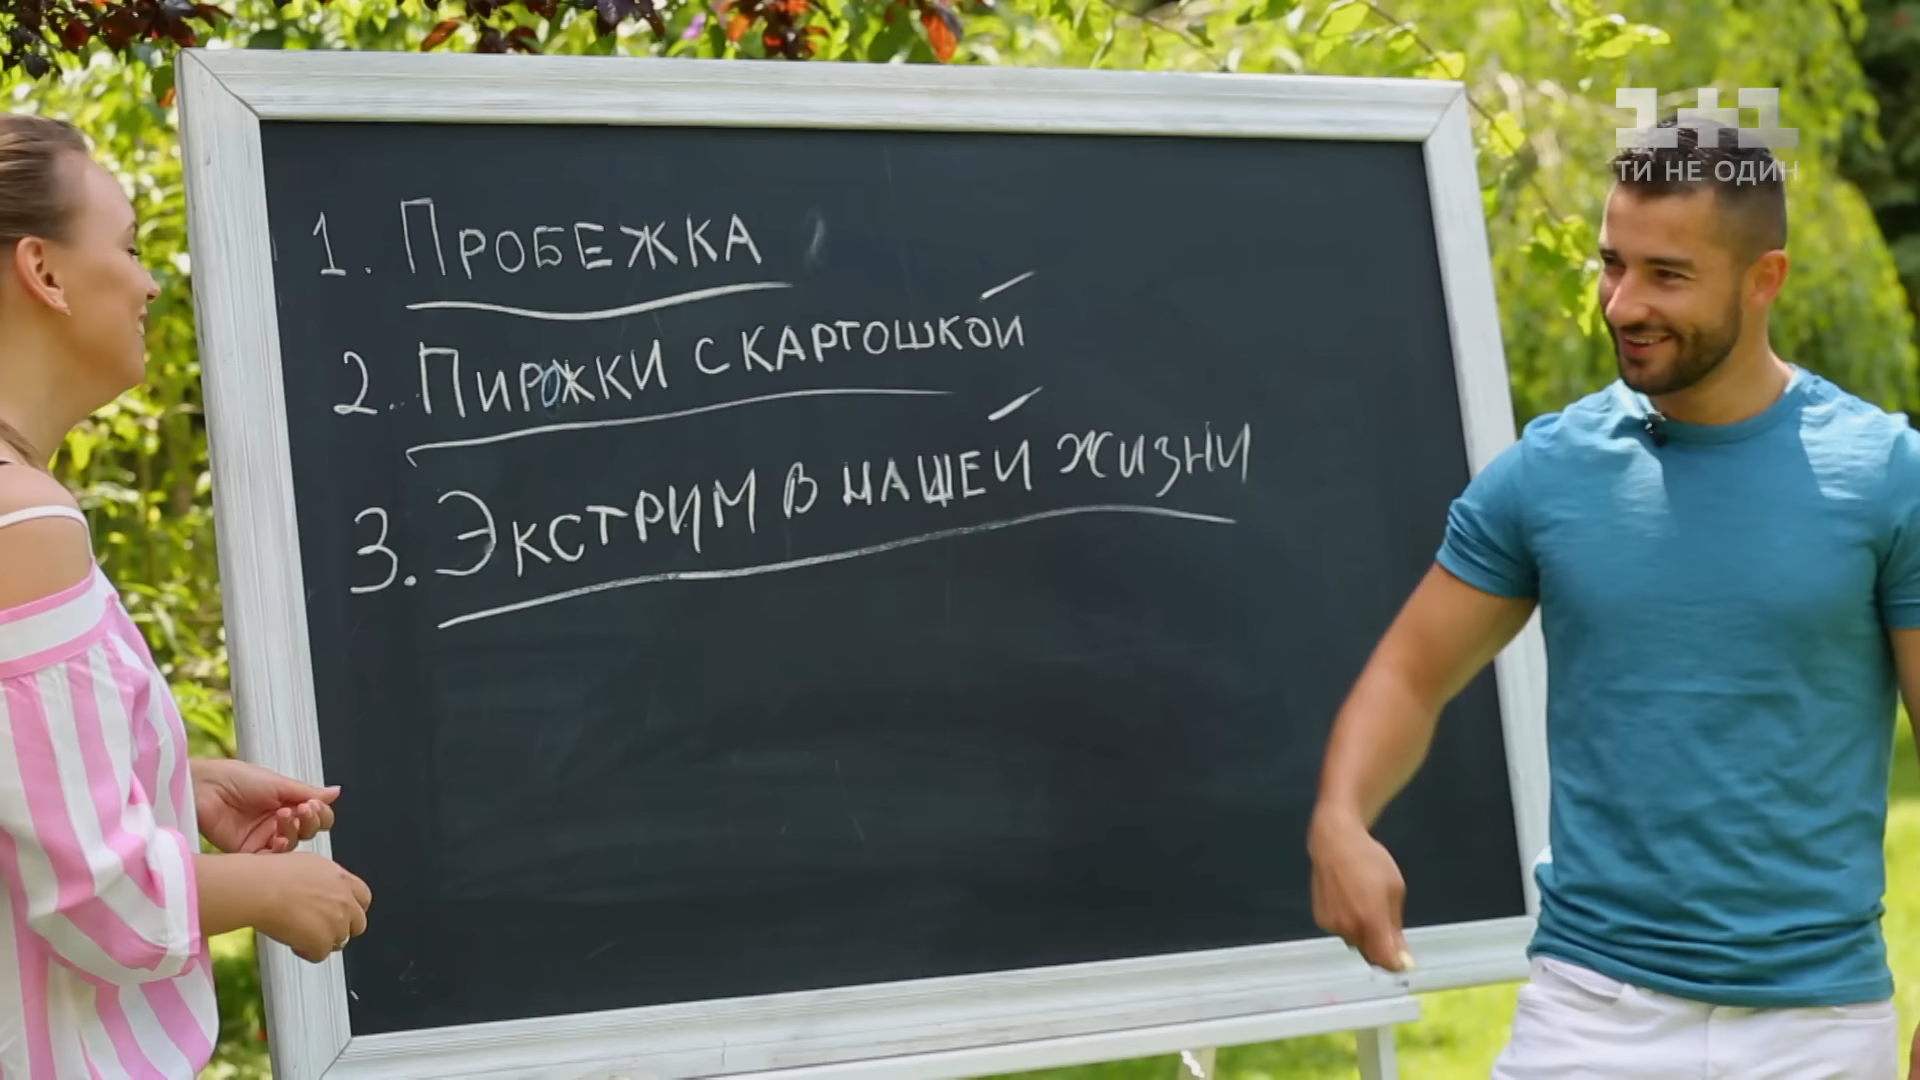 1+1
ТИ НЕ ОДИН
1. ПРОБЕЖКА
2. ПИРОЖКИ С КАРТОШКОЙ
3. ЭКСТРИМ В НАШЕЙ ЖИЗНИ